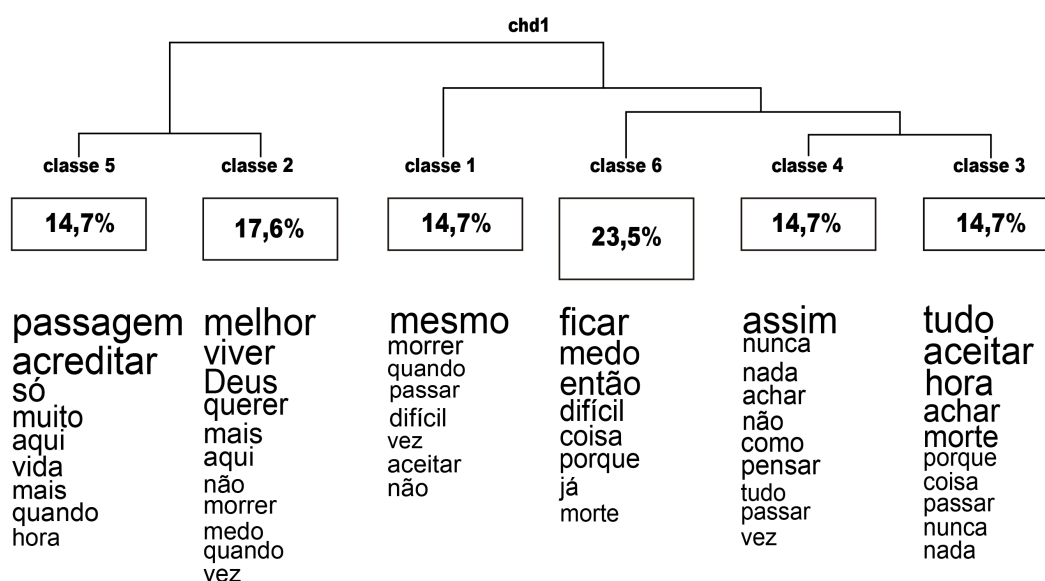 chd1
classe 5
classe 2
classe 1
classe 6
classe 4
classe 3
14,7%
17,6%
14,7%
23,5%
14,7%
14,7%
passagem
acreditar
só
muito
aqui
vida
mais
quando
hora
melhor
viver
Deus
querer
mais
aqui
não
morrer
medo
quando
vez
mesmo
morrer
quando
passar
difícil
vez
aceitar
não
ficar
medo
então
difícil
coisa
porque
já
morte
assim
nunca
nada
achar
não
como
pensar
tudo
passar
vez
tudo
aceitar
hora
achar
morte
porque
coisa
passar
nunca
nada